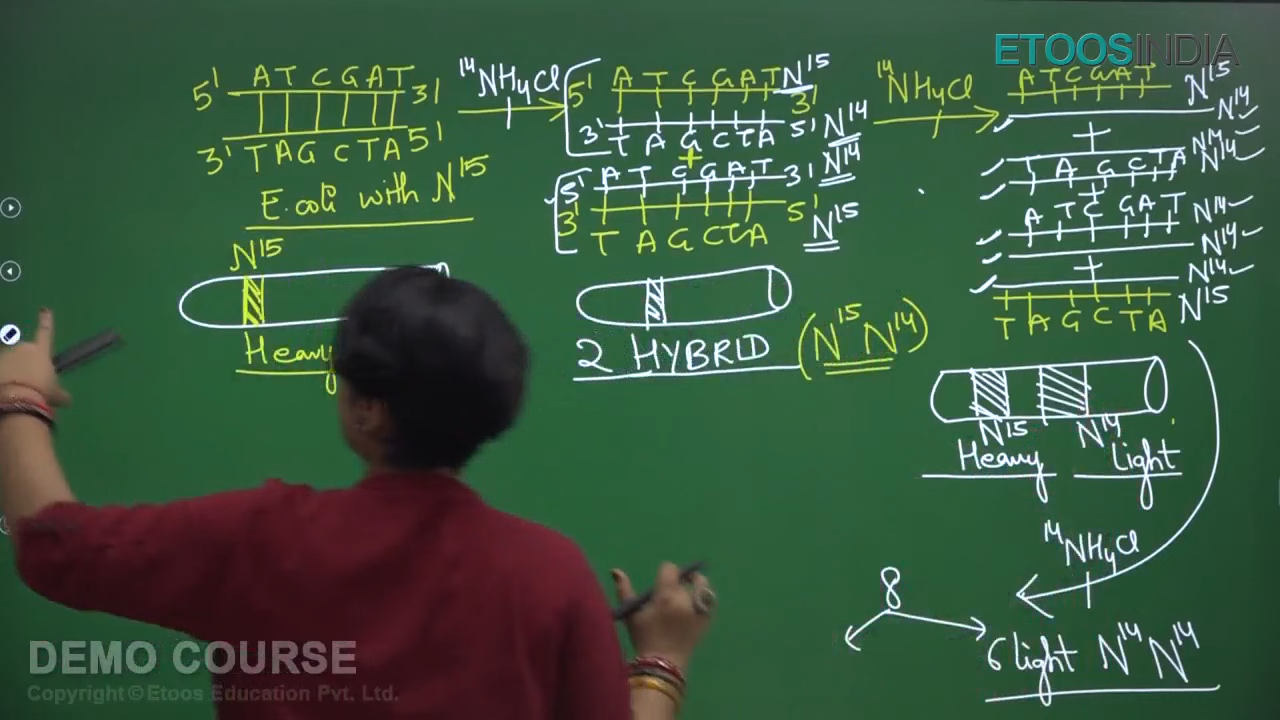 ETOOSINDIA
5' A T C G A T 3'
3' T A G C T A 5'
E.coli with N15
N15
Heavy
14NH4Cl
5' A T C G A T N15 3'
3' T A G C T A 5' N14
+
5' A T C G A T 3' N14
3' T A G C T A 5' N15
2 HYBRID (N15 N14)
14NH4Cl
A T C G A T N15
N14
+
N14
T A G C T A N14
+
A T C G A T N14
N14
+
N14
T A G C T A N15
N15 N14
Heavy Light
14NH4Cl
8
6 light N14 N14
DEMO COURSE
Copyright © Etoos Education Pvt. Ltd.